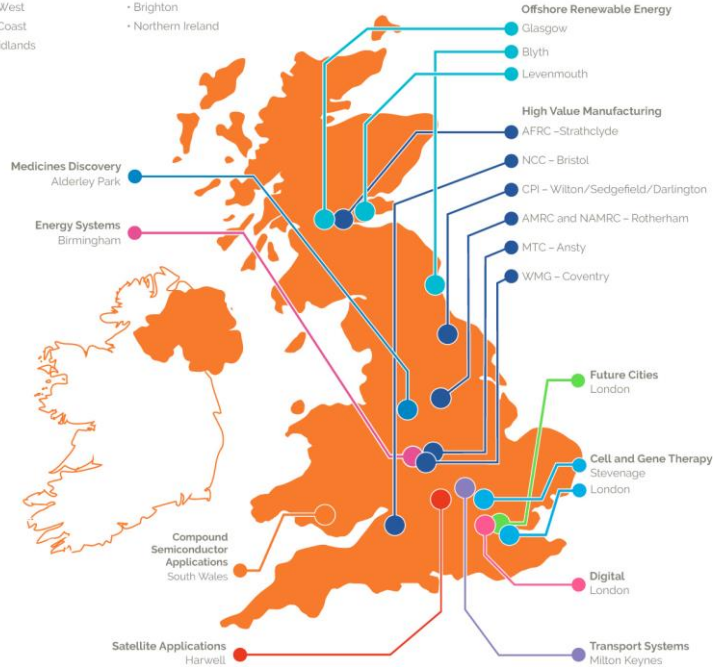 West
Coast
• Brighton
• Northern Ireland
Offshore Renewable Energy
Glasgow
Blyth
Levenmouth
High Value Manufacturing
AFRC –Strathclyde
NCC – Bristol
CPI – Wilton/Sedgefield/Darlington
AMRC and NAMRC – Rotherham
MTC – Ansty
WMG – Coventry
Medicines Discovery
Alderley Park
Energy Systems
Birmingham
Future Cities
London
Cell and Gene Therapy
Stevenage
London
Compound
Semiconductor
Applications
South Wales
Digital
London
Satellite Applications
Harwell
Transport Systems
Milton Keynes